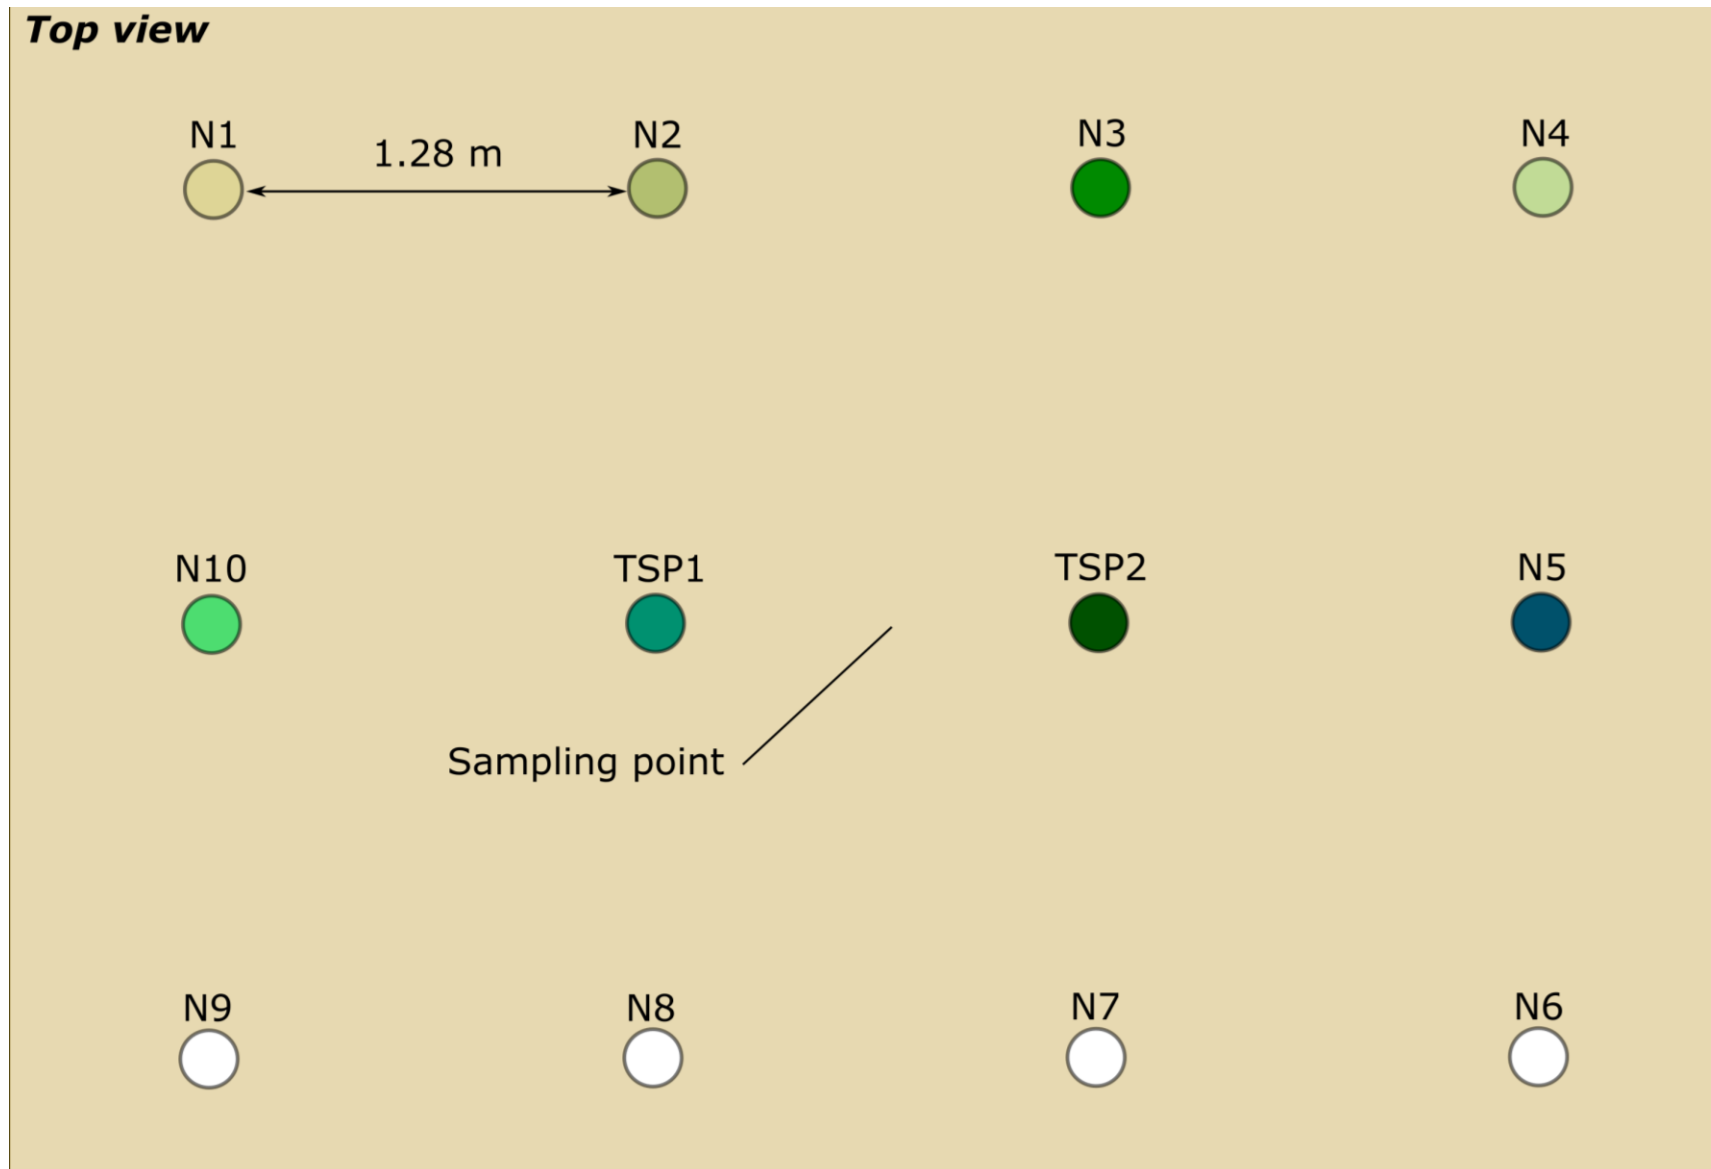 Top view
N1
N2
N3
N4
1.28 m
N10
TSP1
TSP2
N5
Sampling point
N9
N8
N7
N6